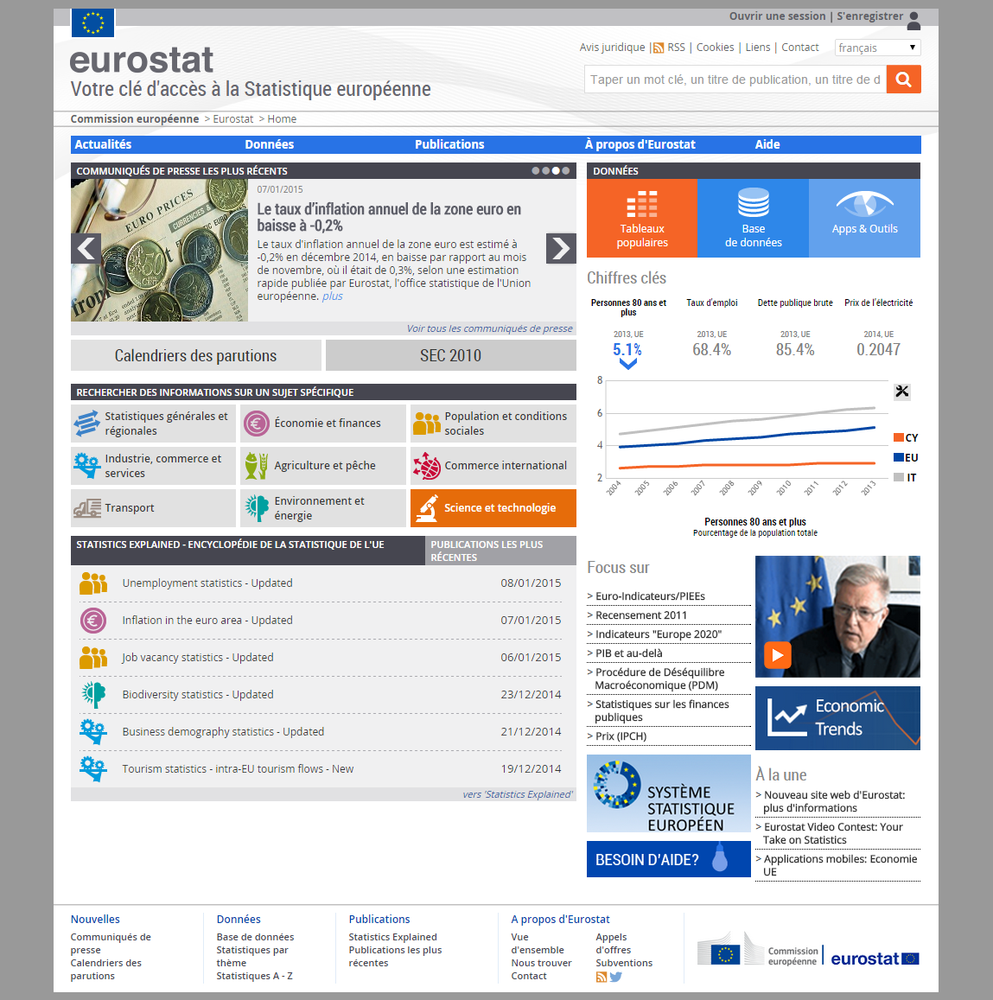 Ouvrir une session | S'enregistrer
eurostat
Votre clé d'accès à la Statistique européenne
Avis juridique | RSS | Cookies | Liens | Contact
français
Taper un mot clé, un titre de publication, un titre de d
Commission européenne > Eurostat > Home
Actualités Données Publications À propos d'Eurostat Aide
COMMUNIQUÉS DE PRESSE LES PLUS RÉCENTS
EURO PRICES
CURRENCIES &
from
50
07/01/2015
Le taux d'inflation annuel de la zone euro en
baisse à -0,2%
Le taux d'inflation annuel de la zone euro est estimé à
-0,2% en décembre 2014, en baisse par rapport au mois
de novembre, où il était de 0,3%, selon une estimation
rapide publiée par Eurostat, l'office statistique de l'Union
européenne. plus
Voir tous les communiqués de presse
Calendriers des parutions
SEC 2010
RECHERCHER DES INFORMATIONS SUR UN SUJET SPÉCIFIQUE
Statistiques générales et
régionales
Économie et finances
Population et conditions
sociales
Industrie, commerce et
services
Agriculture et pêche
Commerce international
Transport
Environnement et
énergie
Science et technologie
STATISTICS EXPLAINED - ENCYCLOPÉDIE DE LA STATISTIQUE DE L'UE
PUBLICATIONS LES PLUS
RÉCENTES
Unemployment statistics - Updated 08/01/2015
Inflation in the euro area - Updated 07/01/2015
Job vacancy statistics - Updated 06/01/2015
Biodiversity statistics - Updated 23/12/2014
Business demography statistics - Updated 21/12/2014
Tourism statistics - intra-EU tourism flows - New 19/12/2014
vers 'Statistics Explained'
DONNÉES
Tableaux
populaires
Base
de données
Apps & Outils
Chiffres clés
Personnes 80 ans et
plus
2013, UE
5.1%
Taux d'emploi
2013, UE
68.4%
Dette publique brute
2013, UE
85.4%
Prix de l'électricité
2014, UE
0.2047
8
6
4
2
2004 2005 2006 2007 2008 2009 2010 2011 2012 2013
CY
EU
IT
Personnes 80 ans et plus
Pourcentage de la population totale
Focus sur
> Euro-Indicateurs/PIEEs
> Recensement 2011
> Indicateurs "Europe 2020"
> PIB et au-delà
> Procédure de Déséquilibre
Macroéconomique (PDM)
> Statistiques sur les finances
publiques
> Prix (IPCH)
SYSTÈME
STATISTIQUE
EUROPÉEN
BESOIN D'AIDE?
Economic
Trends
À la une
> Nouveau site web d'Eurostat:
plus d'informations
> Eurostat Video Contest: Your
Take on Statistics
> Applications mobiles: Economie
UE
Nouvelles
Communiqués de
presse
Calendriers des
parutions
Données
Base de données
Statistiques par
thème
Statistiques A - Z
Publications
Statistics Explained
Publications les plus
récentes
A propos d'Eurostat
Vue
d'ensemble
Nous trouver
Contact
Appels
d'offres
Subventions
Commission
européenne
eurostat